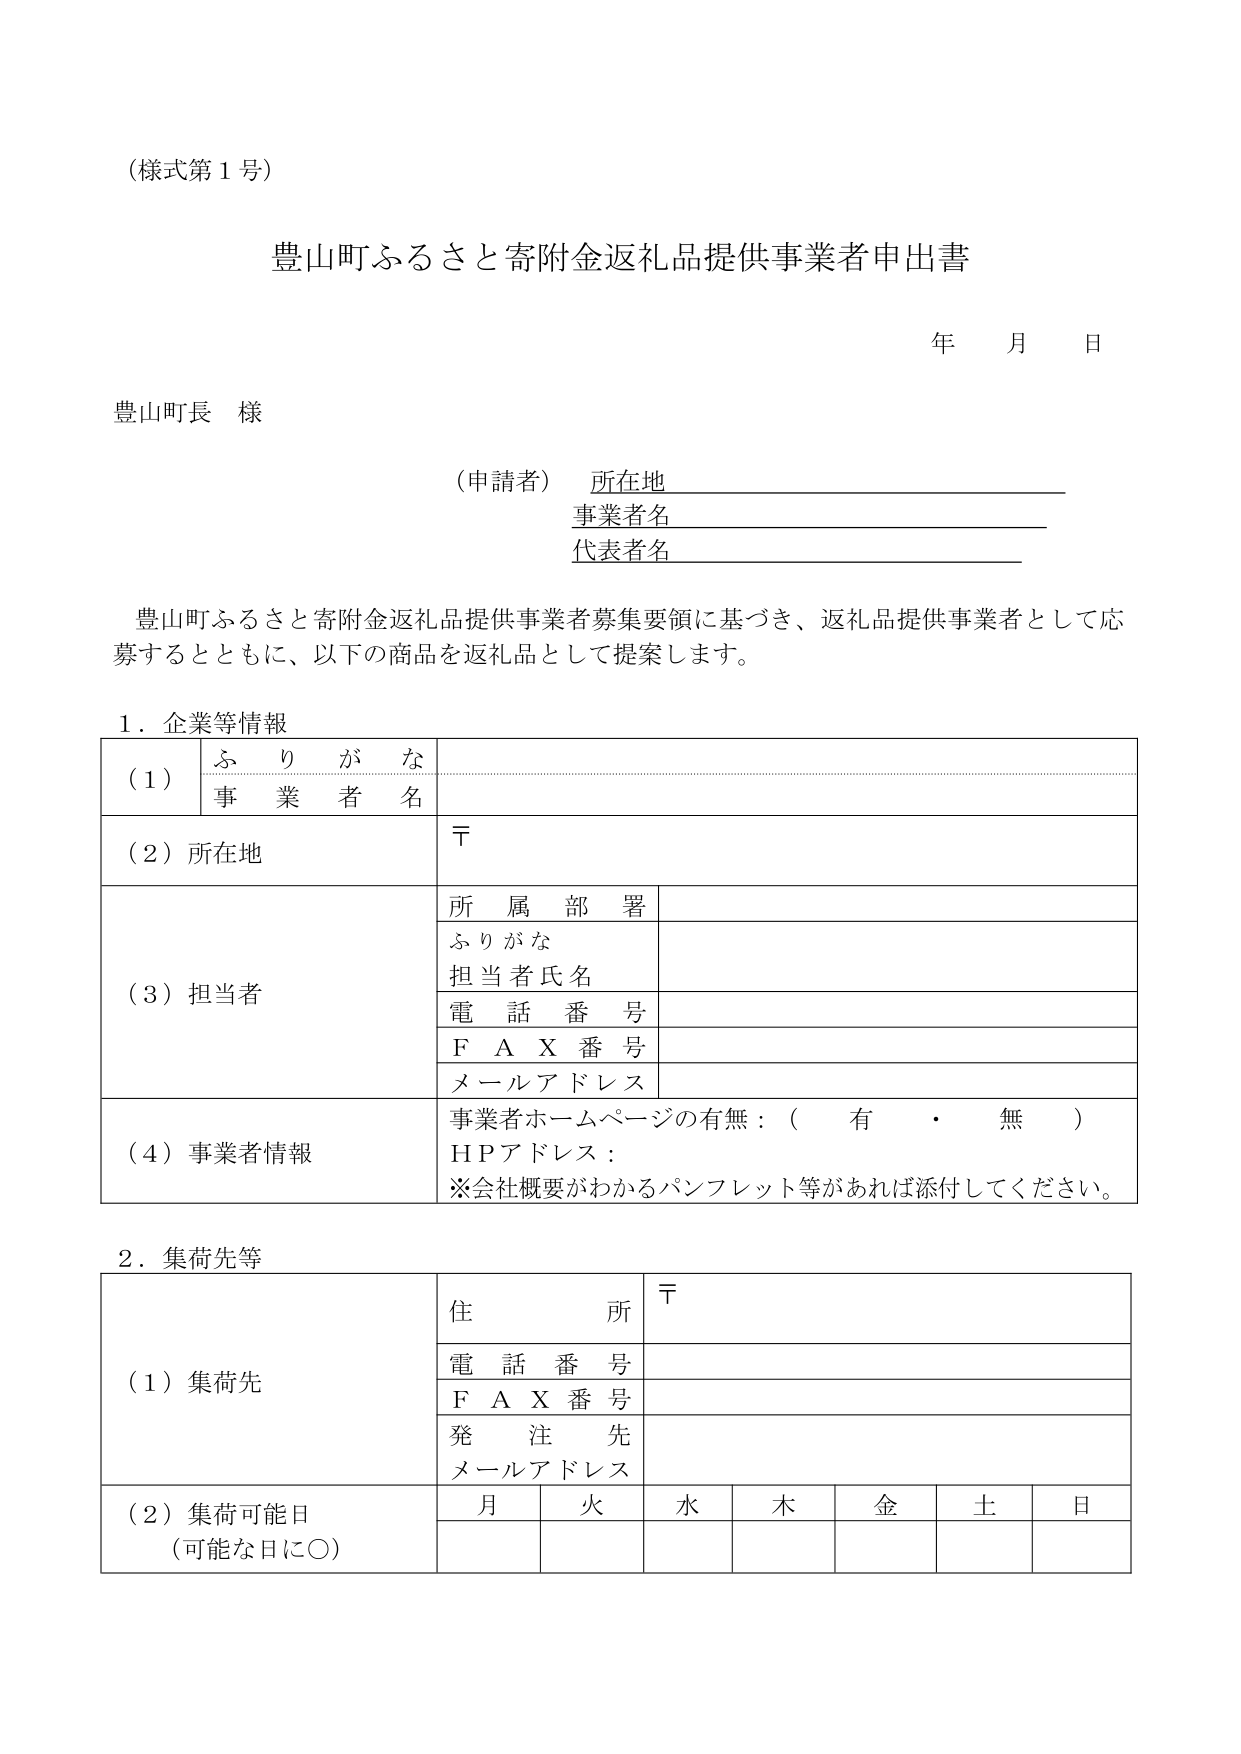 （様式第１号）
豊山町ふるさと寄附金返礼品提供事業者申出書
年　　月　　日
豊山町長　様
（申請者）　所在地
事業者名
代表者名
豊山町ふるさと寄附金返礼品提供事業者募集要領に基づき、返礼品提供事業者として応
募するとともに、以下の商品を返礼品として提案します。
１．企業等情報
（１）　ふりがな
事業者名
（２）所在地　〒
（３）担当者
所属部署
ふりがな
担当者氏名
電話番号
ＦＡＸ番号
メールアドレス
（４）事業者情報
事業者ホームページの有無：（　　有　　・　　無　　）
ＨＰアドレス：
※会社概要がわかるパンフレット等があれば添付してください。
２．集荷先等
（１）集荷先
住所　〒
電話番号
ＦＡＸ番号
発注先
メールアドレス
（２）集荷可能日
（可能な日に〇）
月　火　水　木　金　土　日